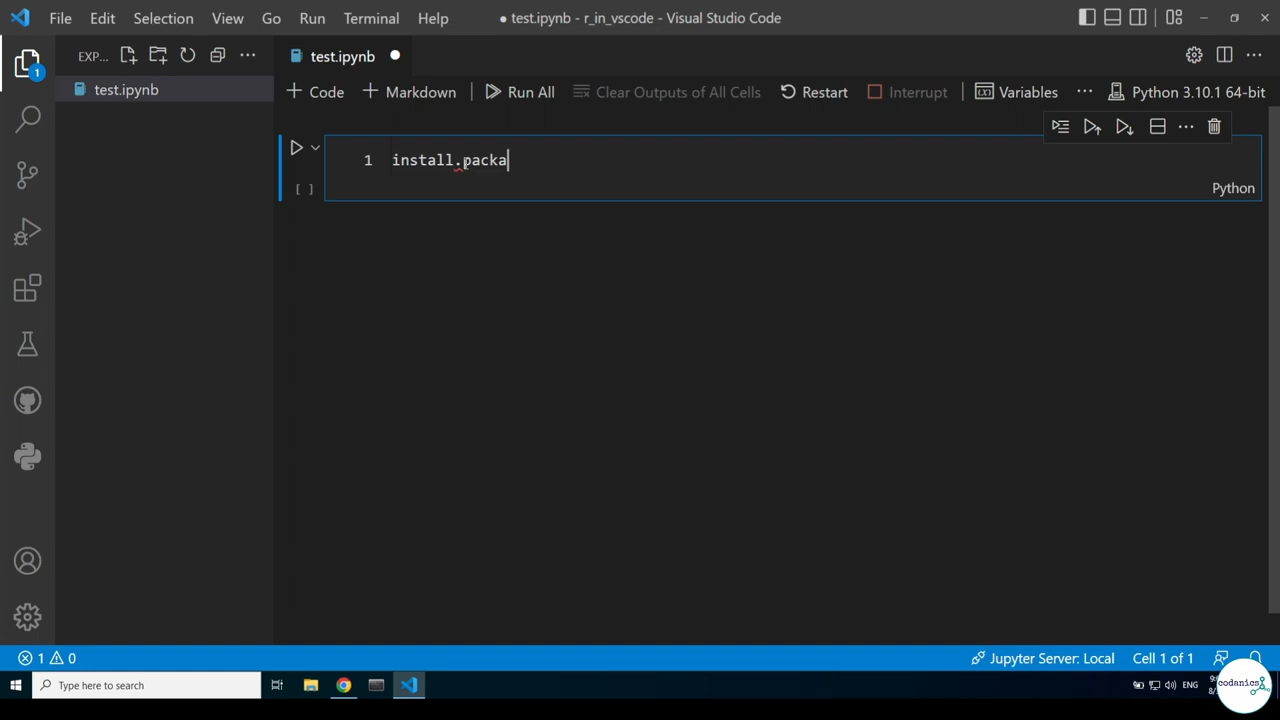 File Edit Selection View Go Run Terminal Help ● test.ipynb - r_in_vscode - Visual Studio Code
EXP... test.ipynb ●
test.ipynb
Code Markdown Run All Clear Outputs of All Cells Restart Interrupt Variables Python 3.10.1 64-bit
1
1 install.packa
[ ] Python
1 0 Jupyter Server: Local Cell 1 of 1
Type here to search ENG
codanics